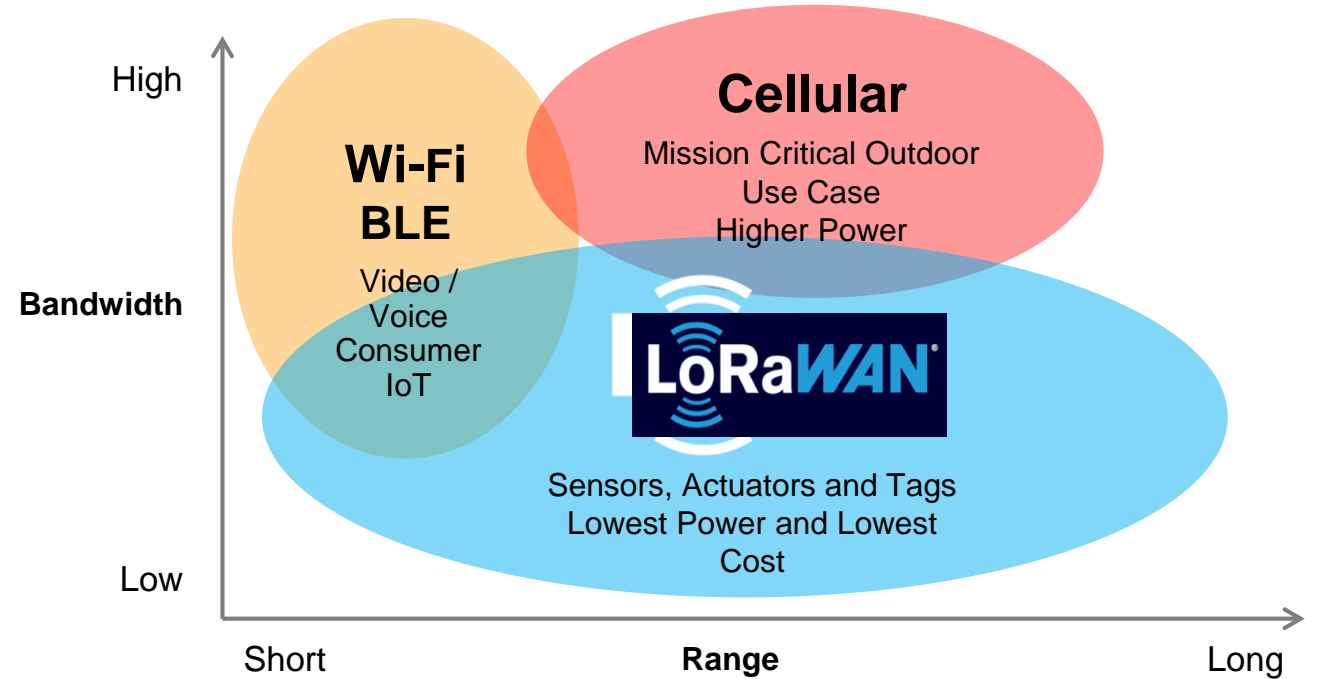 High
Cellular
Mission Critical Outdoor
Use Case
Higher Power
Wi-Fi
BLE
Video /
Voice
Consumer
IoT
Bandwidth
LoRaWAN®
Sensors, Actuators and Tags
Lowest Power and Lowest
Cost
Low
Short
Range
Long